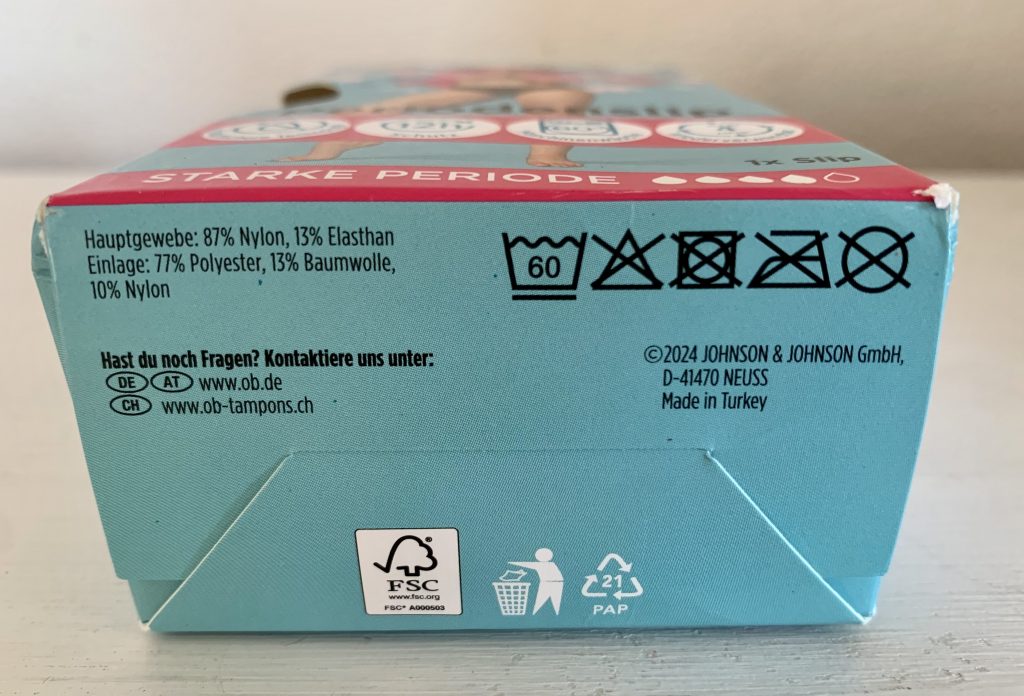 12h
60
1x Slip
STARKE PERIODE
Hauptgewebe: 87% Nylon, 13% Elasthan
Einlage: 77% Polyester, 13% Baumwolle,
10% Nylon
60
Hast du noch Fragen? Kontaktiere uns unter:
DE AT www.ob.de
CH www.ob-tampons.ch
©2024 JOHNSON & JOHNSON GmbH,
D-41470 NEUSS
Made in Turkey
FSC®
www.fsc.org
FSC® A000503
21
PAP